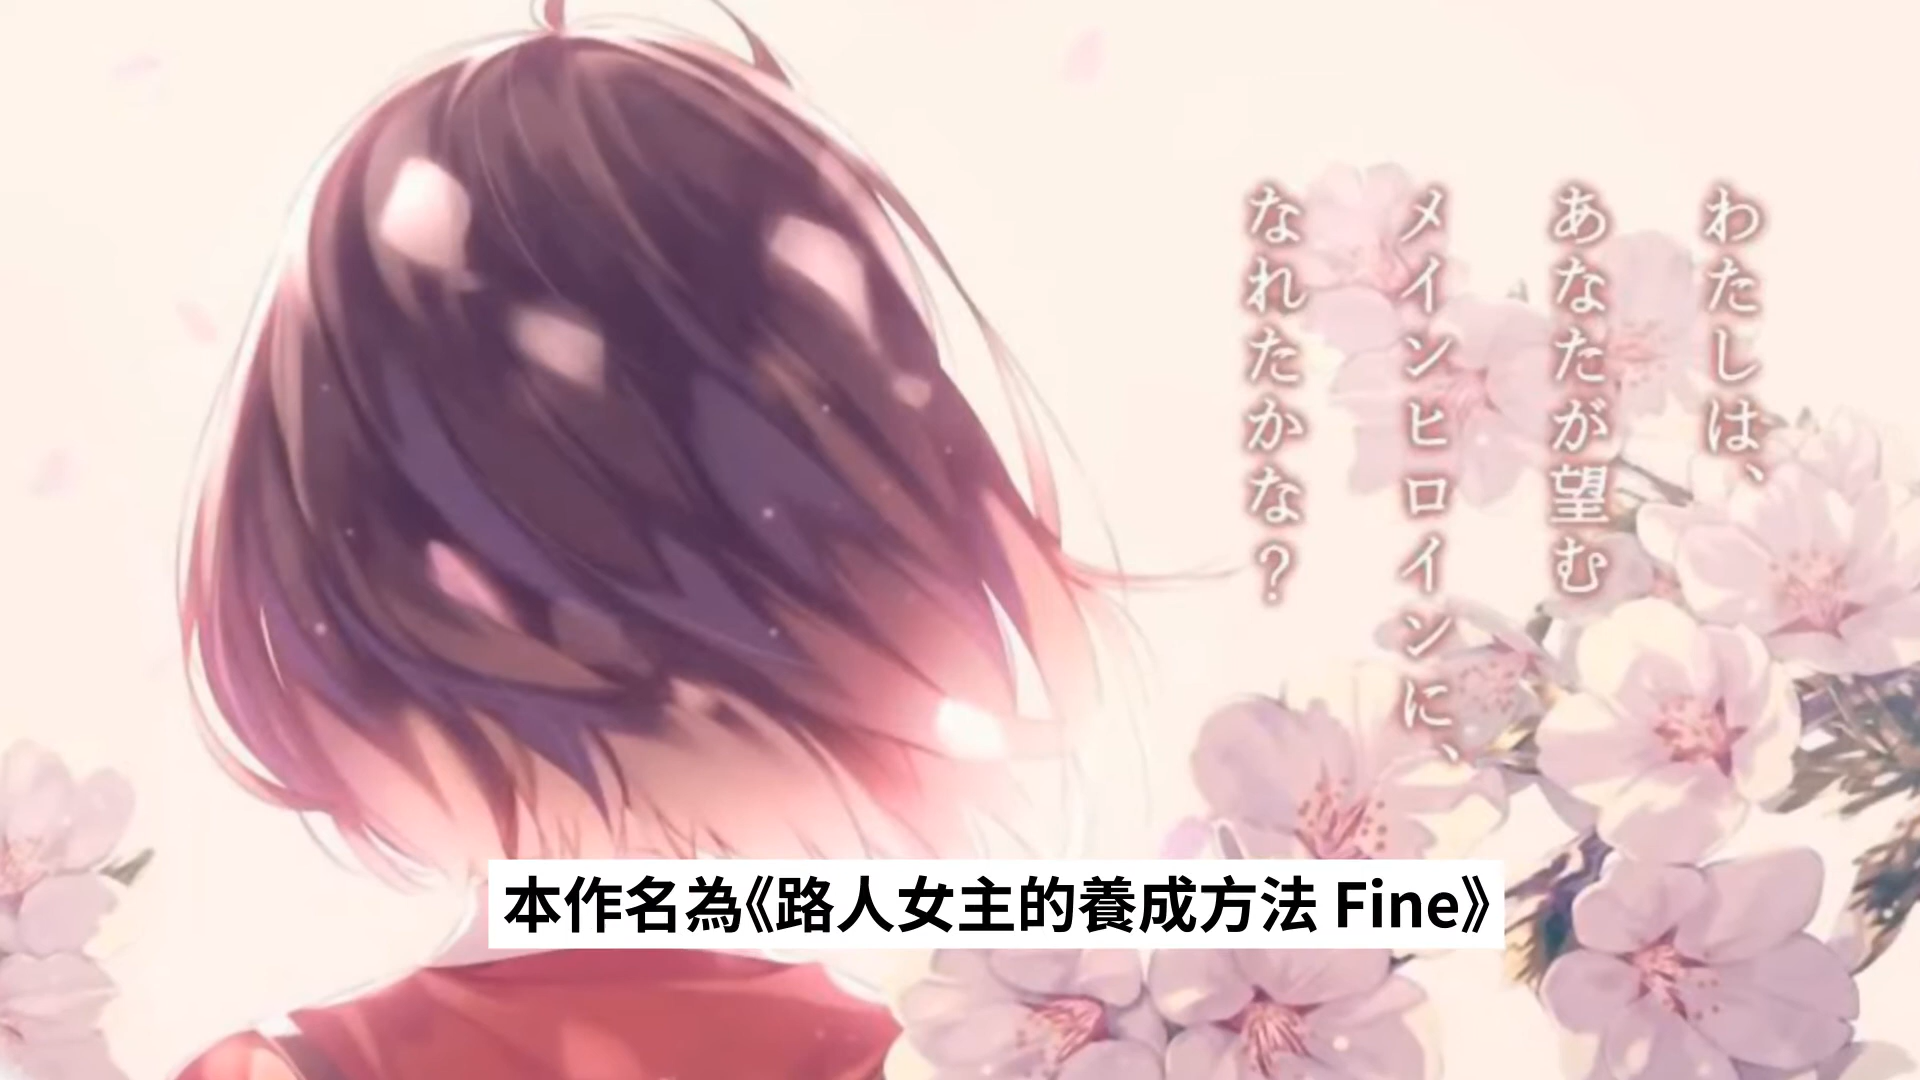 わたしは、
あなたが望む
メインヒロインに、
なれたかな？
本作名為《路人女主的養成方法 Fine》